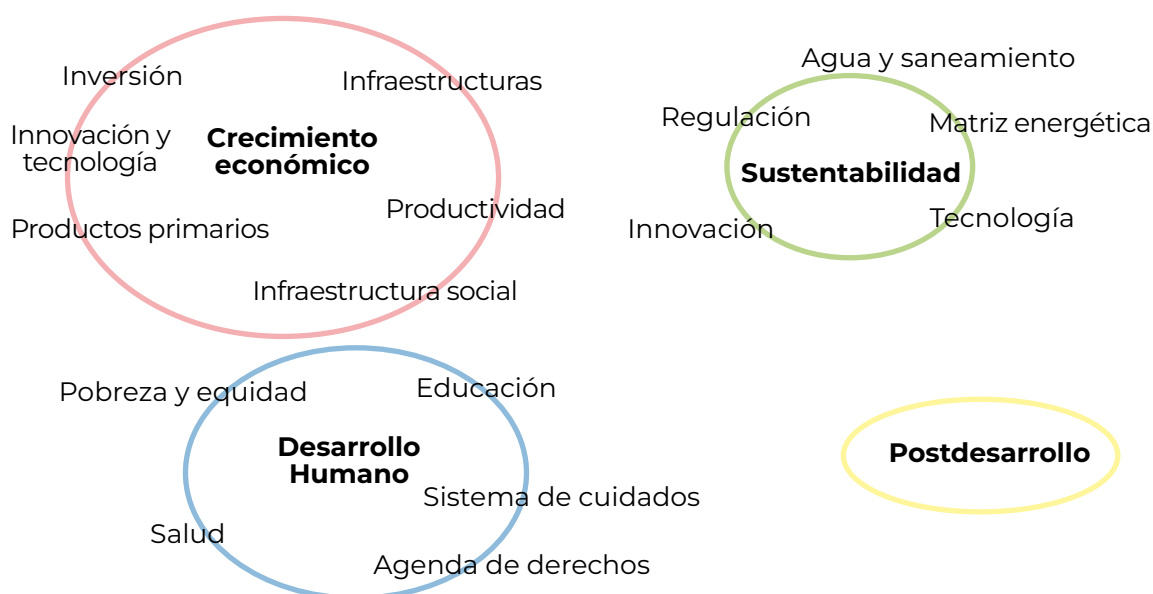 Inversión
Infraestructuras
Innovación y
tecnología
Crecimiento
económico
Productividad
Productos primarios
Infraestructura social
Agua y saneamiento
Regulación
Matriz energética
Sustentabilidad
Innovación
Tecnología
Pobreza y equidad
Educación
Desarrollo
Humano
Sistema de cuidados
Salud
Agenda de derechos
Postdesarrollo